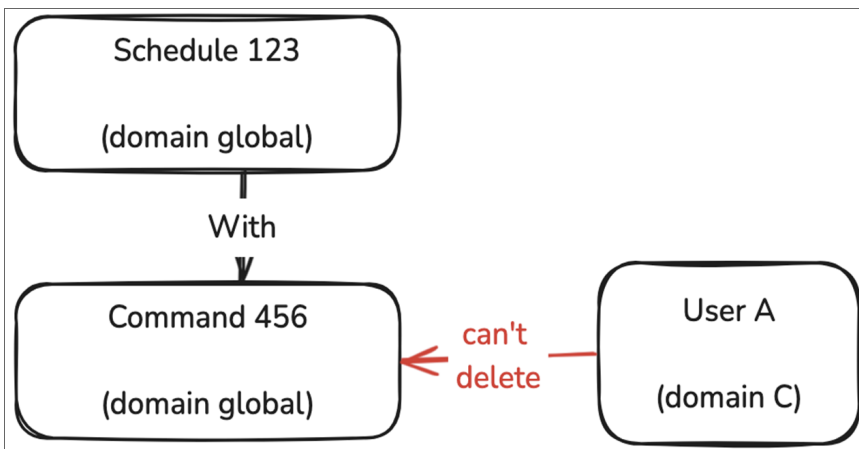 Schedule 123
(domain global)
With
Command 456
(domain global)
can't
delete
User A
(domain C)